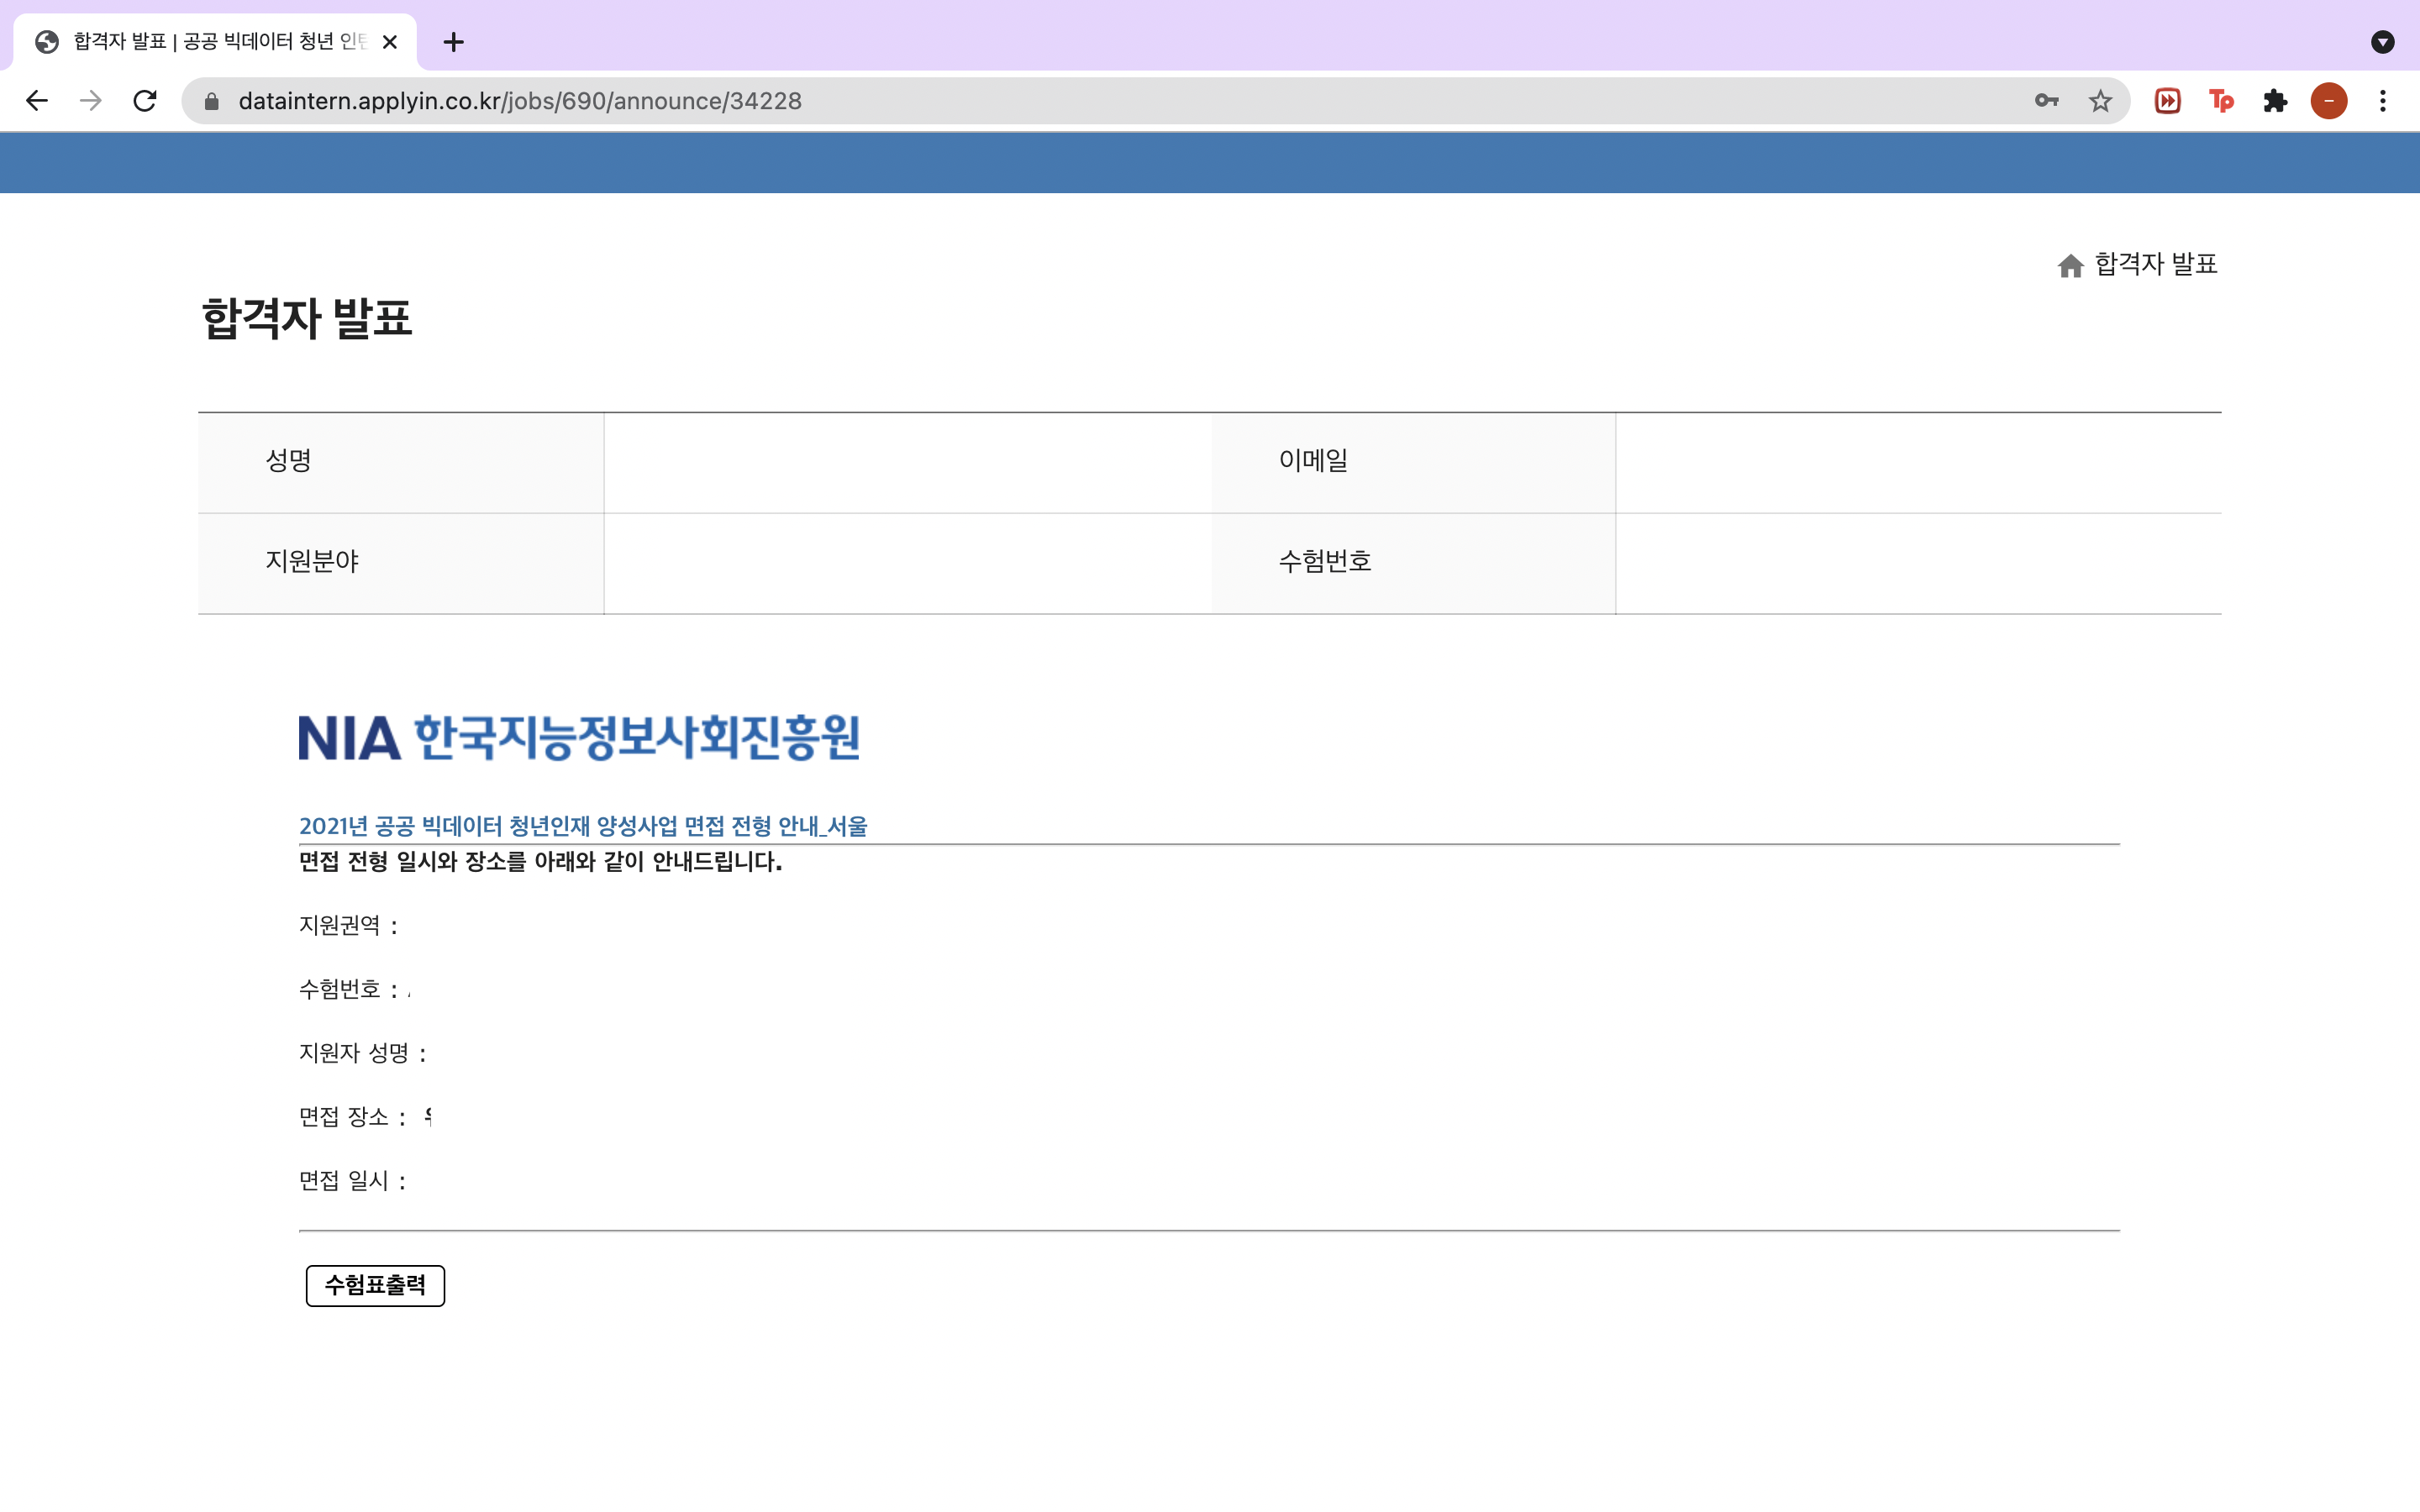 합격자 발표 | 공공 빅데이터 청년
dataintern.applyin.co.kr/jobs/690/announce/34228
Tp
합격자 발표
합격자 발표
성명
이메일
지원분야
수험번호
NIA 한국지능정보사회진흥원
2021년 공공 빅데이터 청년인재 양성사업 면접 전형 안내_서울
면접 전형 일시와 장소를 아래와 같이 안내드립니다.
지원권역 :
수험번호 :
지원자 성명 :
면접 장소 :
면접 일시 :
수험표출력